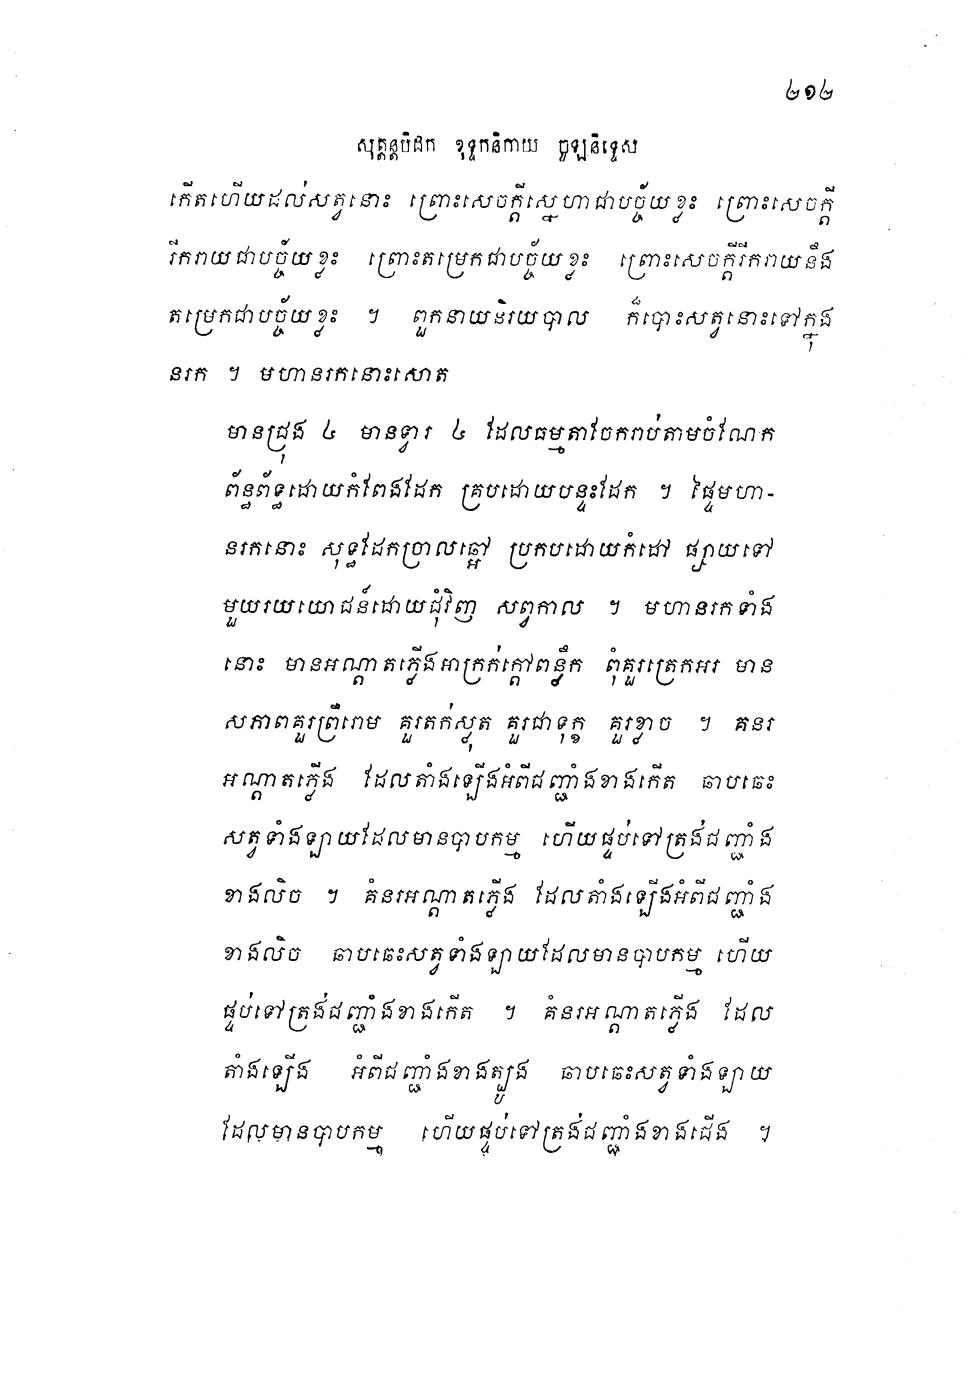 ២១២
សុត្តន្តបិដក ខុទ្ទកនិកាយ ចូឡនិទ្ទេស
កើតហើយដល់សត្វនោះ ព្រោះសេចក្តីស្នេហាជាបច្ច័យខ្លះ ព្រោះសេចក្តី
រីករាយជាបច្ច័យខ្លះ ព្រោះតម្រេកជាបច្ច័យខ្លះ ព្រោះសេចក្តីរីករាយនឹង
តម្រេកជាបច្ច័យខ្លះ ។ ពួកនាយនិរយបាល ក៏បោះសត្វនោះទៅក្នុង
នរក ។ មហានរកនោះសោត
មានជ្រុង ៤ មានទ្វារ ៤ ដែលធម្មតាចែករាប់តាមចំណែក
ព័ន្ធព័ទ្ធដោយកំពែងដែក គ្របដោយបន្ទះដែក ។ ផ្ទៃមហា-
នរកនោះ សុទ្ធដែកច្រាលឆ្អៅ ប្រកបដោយកំដៅ ផ្សាយទៅ
មួយរយយោជន៍ដោយជុំវិញ សព្វកាល ។ មហានរកទាំង
នោះ មានអណ្តាតភ្លើងអាក្រក់ក្តៅពន្លឹក ពុំគួរត្រេកអរ មាន
សភាពគួរព្រឺរោម គួរតក់ស្លុត គួរជាទុក្ខ គួរខ្លាច ។ គនរ
អណ្តាតភ្លើង ដែលតាំងឡើងអំពីជញ្ជាំងខាងកើត ឆាបឆេះ
សត្វទាំងឡាយដែលមានបាបកម្ម ហើយផ្ទប់ទៅត្រង់ជញ្ជាំង
ខាងលិច ។ គំនរអណ្តាតភ្លើង ដែលតាំងឡើងអំពីជញ្ជាំង
ខាងលិច ឆាបឆេះសត្វទាំងឡាយដែលមានបាបកម្ម ហើយ
ផ្ទប់ទៅត្រង់ជញ្ជាំងខាងកើត ។ គំនរអណ្តាតភ្លើង ដែល
តាំងឡើង អំពីជញ្ជាំងខាងត្បូង ឆាបឆេះសត្វទាំងឡាយ
ដែលមានបាបកម្ម ហើយផ្ទប់ទៅត្រង់ជញ្ជាំងខាងជើង ។